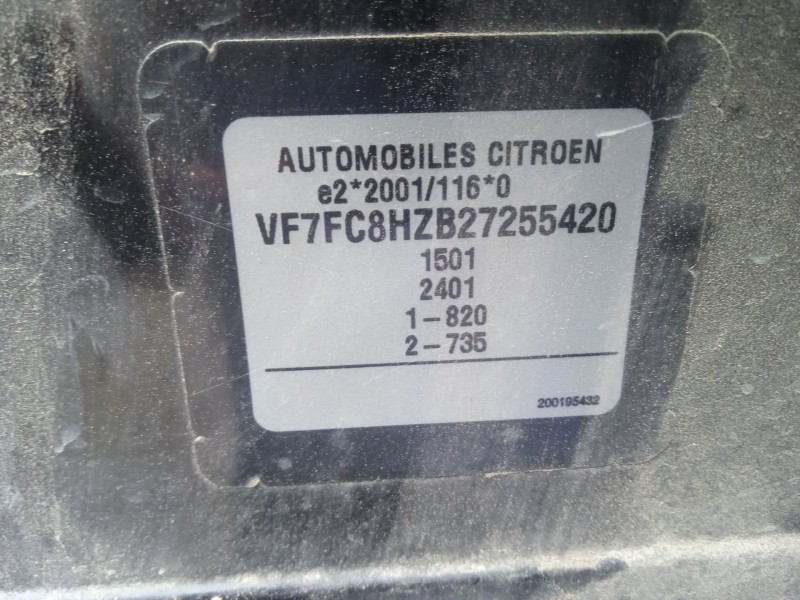 AUTOMOBILES CITROEN
e2*2001/116*0
VF7FC8HZB27255420
1501
2401
1-820
2-735
200195432